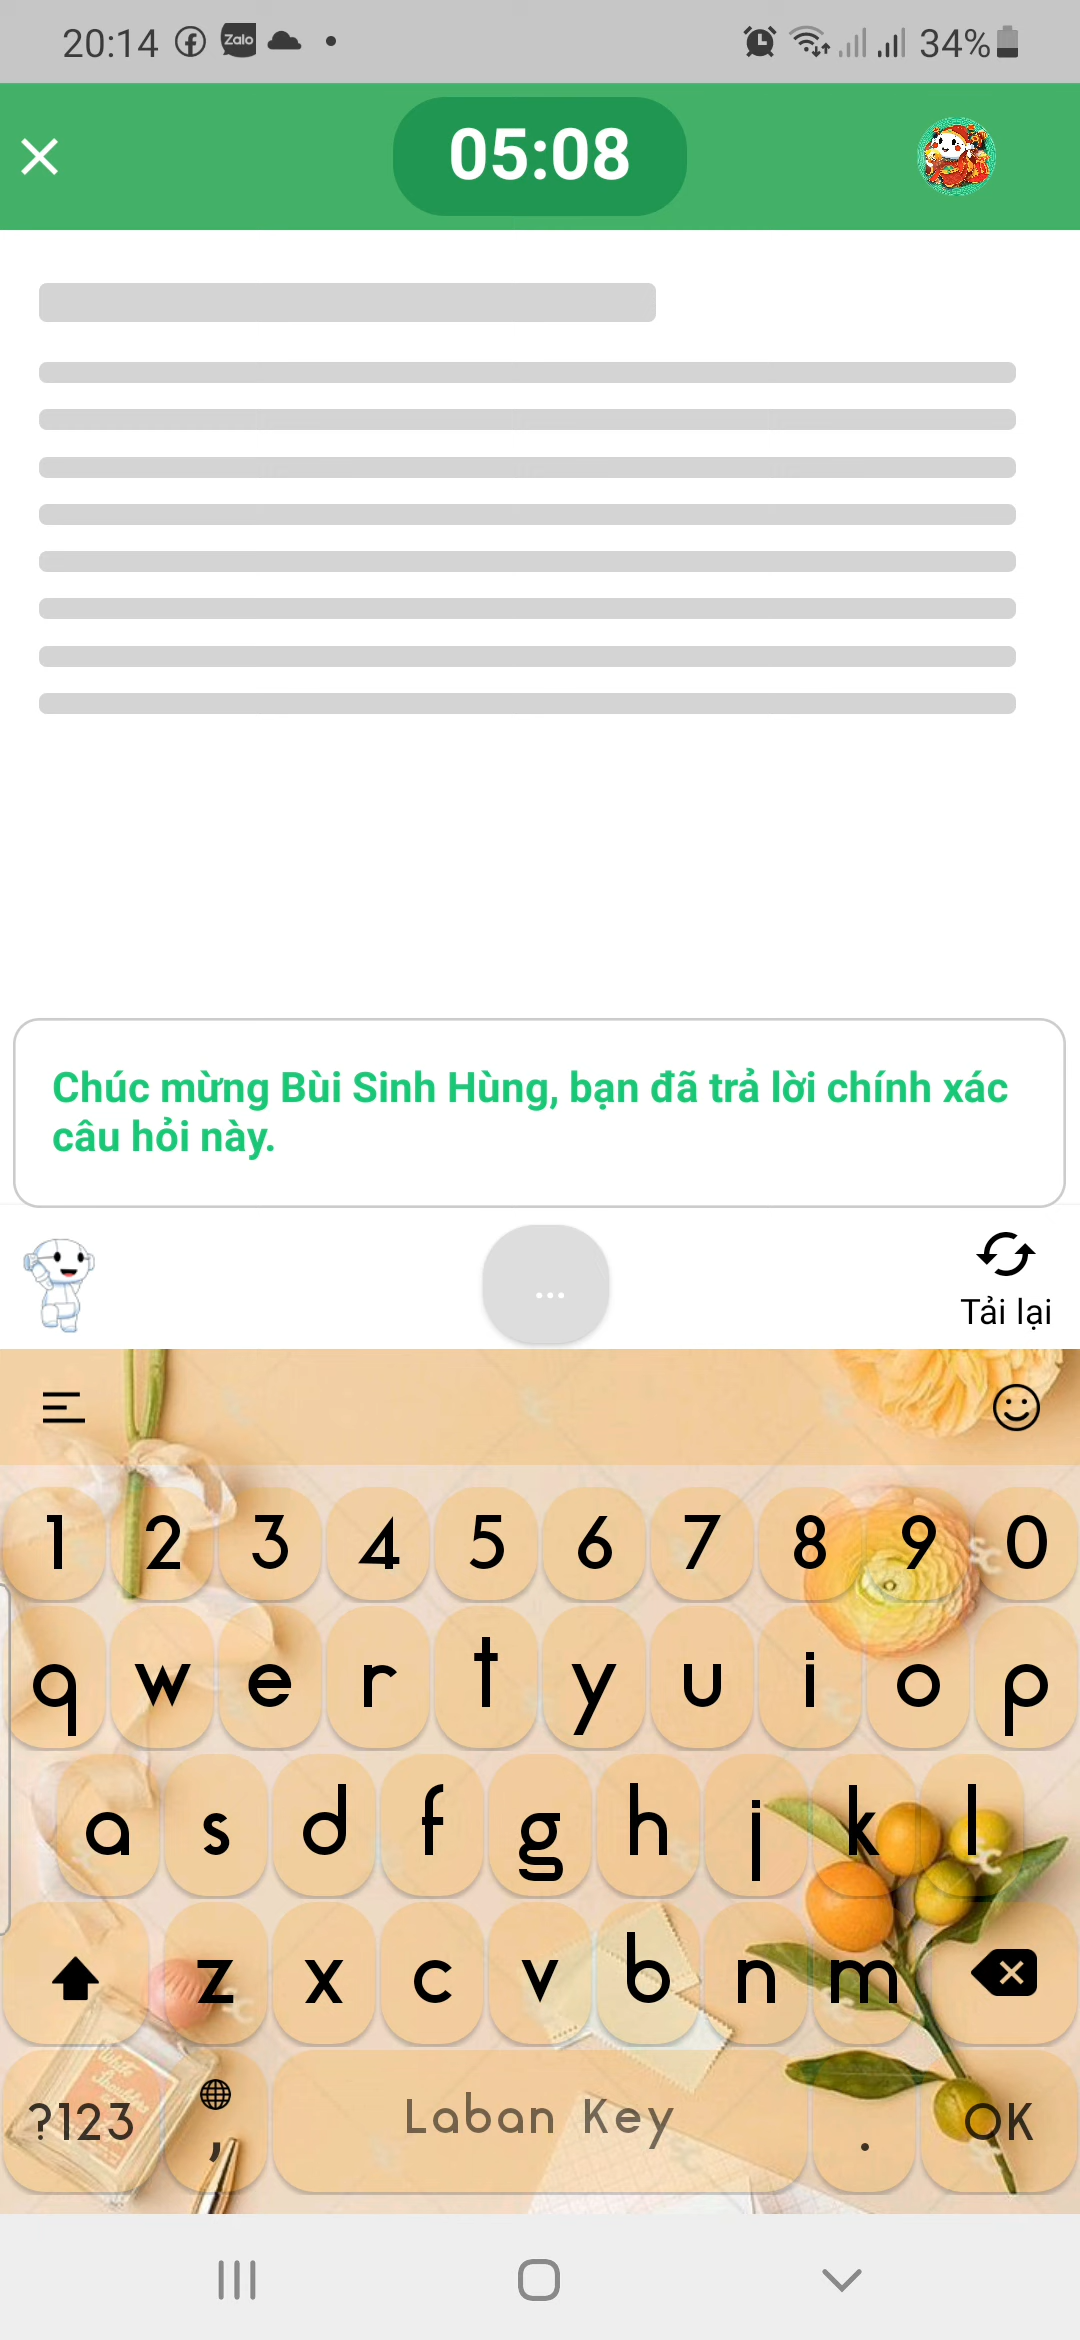 20:14 Zalo 34%
05:08
Chúc mừng Bùi Sinh Hùng, bạn đã trả lời chính xác
câu hỏi này.
...
Tải lại
1 2 3 4 5 6 7 8 9 0
q w e r t y u i o p
a s d f g h j k l
z x c v b n m
?123 , Laban Key . OK